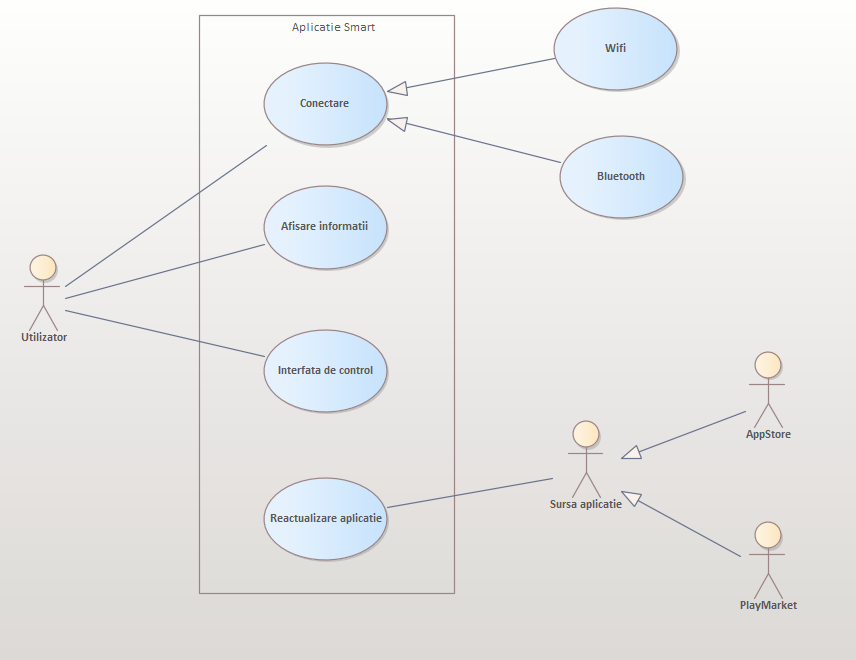 Aplicatie Smart
Wifi
Conectare
Bluetooth
Afisare informatii
Utilizator
Interfata de control
AppStore
Sursa aplicatie
Reactualizare aplicatie
PlayMarket